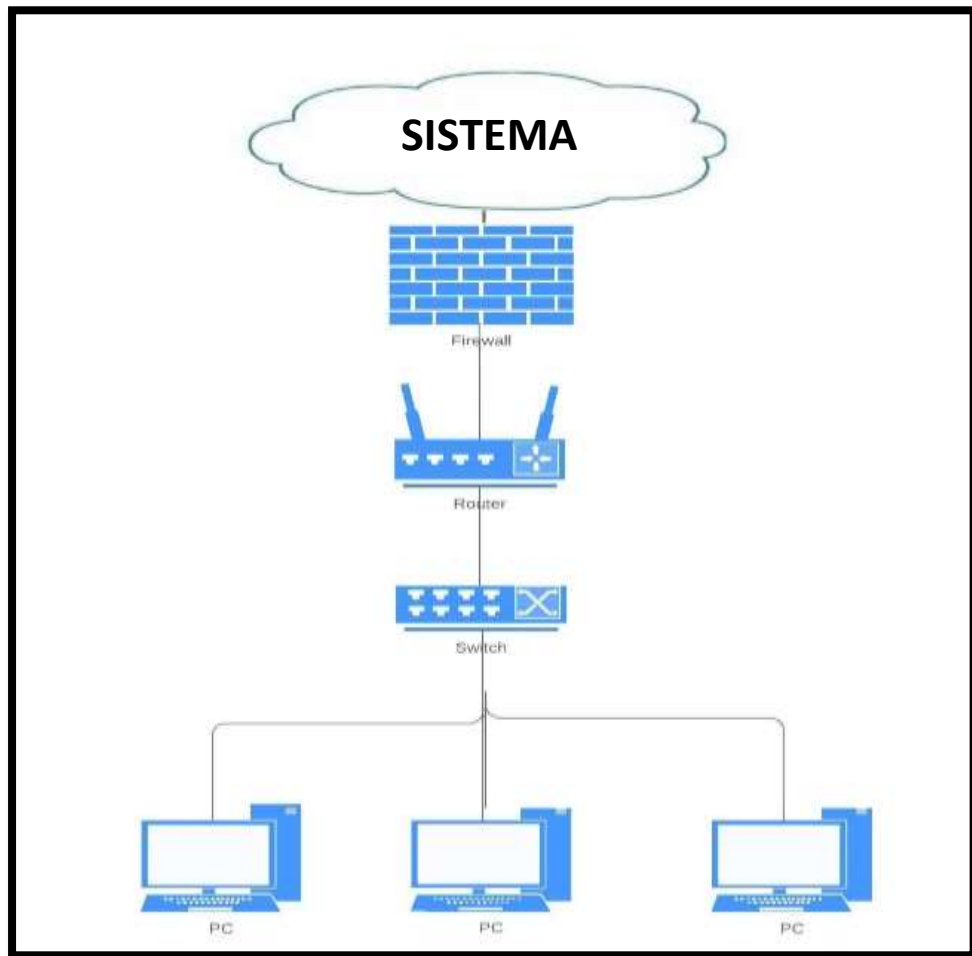 SISTEMA
Firewall
Router
Switch
PC
PC
PC